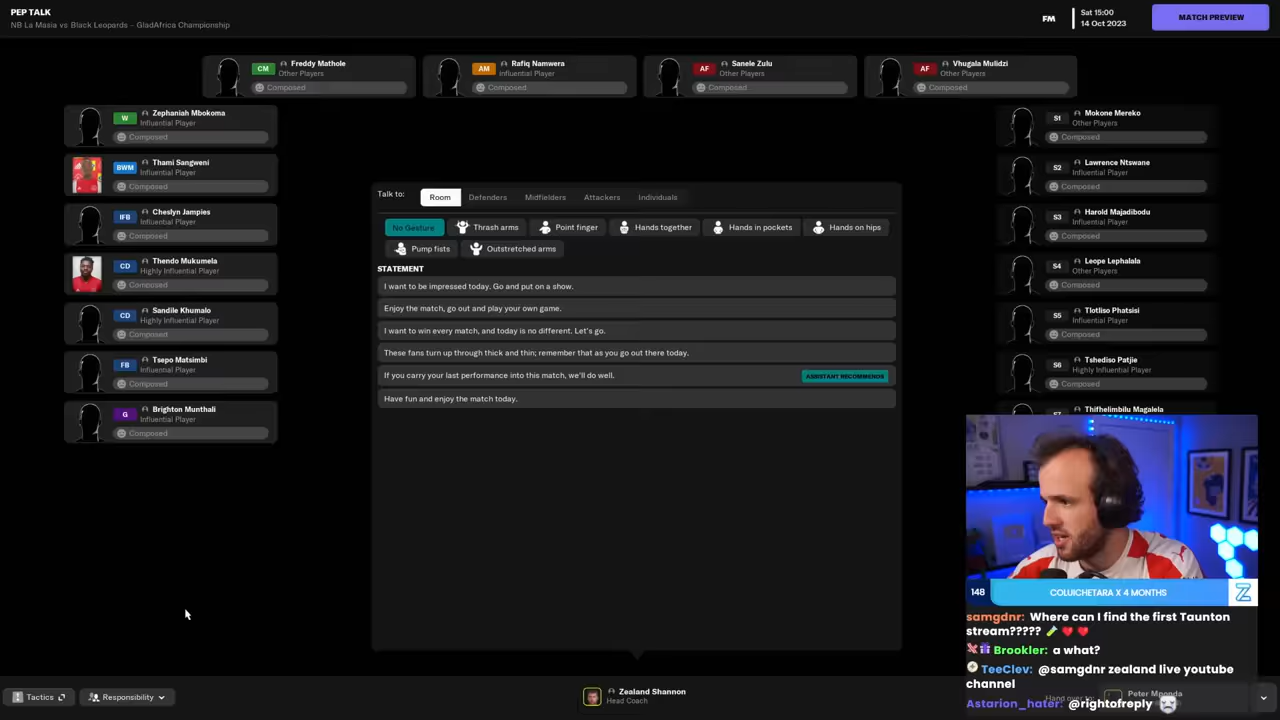 PEP TALK
NB La Masia vs Black Leopards - GladAfrica Championship
FM
Sat 15:00
14 Oct 2023
MATCH PREVIEW
CM
Freddy Mathole
Other Players
Composed
AM
Rafiq Namwera
Influential Player
Composed
AF
Sanele Zulu
Other Players
Composed
AF
Vhugala Mulidzi
Other Players
Composed
W
Zephaniah Mbokoma
Influential Player
Composed
BWM
Thami Sangweni
Influential Player
Composed
IFB
Cheslyn Jampies
Influential Player
Composed
CD
Thendo Mukumela
Highly Influential Player
Composed
CD
Sandile Khumalo
Highly Influential Player
Composed
FB
Tsepo Matsimbi
Influential Player
Composed
G
Brighton Munthali
Influential Player
Composed
Talk to:
Room
Defenders
Midfielders
Attackers
Individuals
No Gesture
Thrash arms
Point finger
Hands together
Hands in pockets
Hands on hips
Pump fists
Outstretched arms
STATEMENT
I want to be impressed today. Go and put on a show.
Enjoy the match, go out and play your own game.
I want to win every match, and today is no different. Let's go.
These fans turn up through thick and thin; remember that as you go out there today.
If you carry your last performance into this match, we'll do well.
ASSISTANT RECOMMENDS
Have fun and enjoy the match today.
S1
Mokone Mereko
Other Players
Composed
S2
Lawrence Ntswane
Influential Player
Composed
S3
Harold Majadibodu
Influential Player
Composed
S4
Leope Lephalala
Other Players
Composed
S5
Tlotliso Phatsisi
Influential Player
Composed
S6
Tshediso Patjie
Highly Influential Player
Composed
Thifhelimbilu Magalela
148
COLUICHETARA X 4 MONTHS
samgdnr: Where can I find the first Taunton
stream?????
Brookler: a what?
TeeClev: @samgdnr zealand live youtube
channel
Astarion_hater: @rightofreply
Hand over to:
Peter Mponda
Tactics
Responsibility
Zealand Shannon
Head Coach